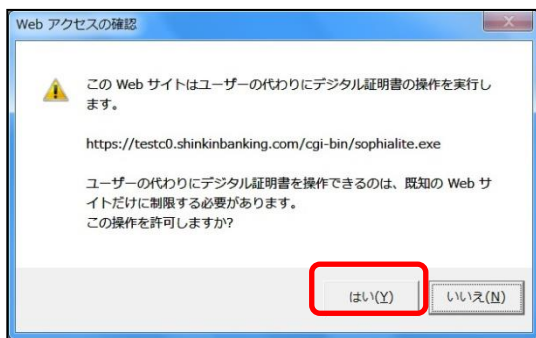 Web アクセスの確認
この Web サイトはユーザーの代わりにデジタル証明書の操作を実行し
ます。
https://testc0.shinkinbanking.com/cgi-bin/sophialite.exe
ユーザーの代わりにデジタル証明書を操作できるのは、既知の Web サ
イトだけに制限する必要があります。
この操作を許可しますか?
はい(Y) いいえ(N)